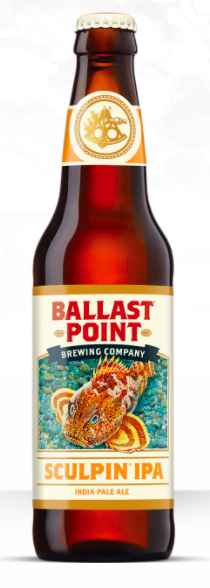 BALLAST
POINT
BREWING COMPANY
SCULPIN IPA
INDIA PALE ALE